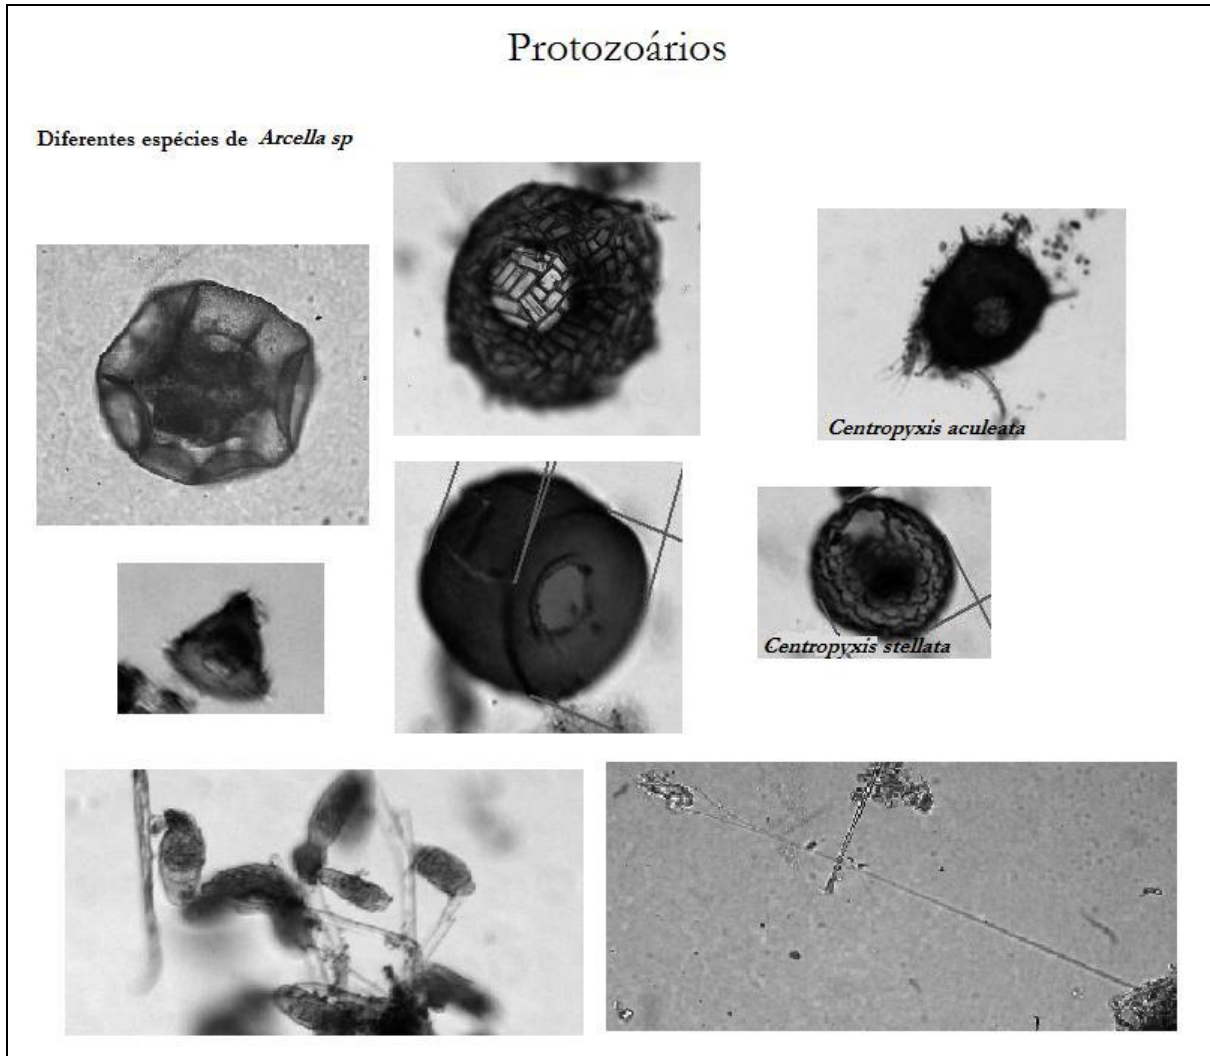 Protozoários
Diferentes espécies de Arcella sp
Centropyxis aculeata
Centropyxis stellata